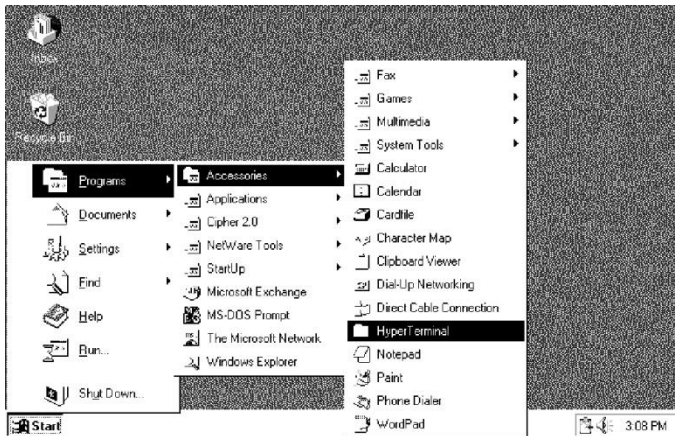 Inbox
Recycle Bin
Programs
Documents
Settings
Find
Help
Run...
Shut Down...
Accessories
Applications
Cipher 2.0
NetWare Tools
StartUp
Microsoft Exchange
MS-DOS Prompt
The Microsoft Network
Windows Explorer
Fax
Games
Multimedia
System Tools
Calculator
Calendar
Cardfile
Character Map
Clipboard Viewer
Dial-Up Networking
Direct Cable Connection
HyperTerminal
Notepad
Paint
Phone Dialer
WordPad
Start
3:08 PM